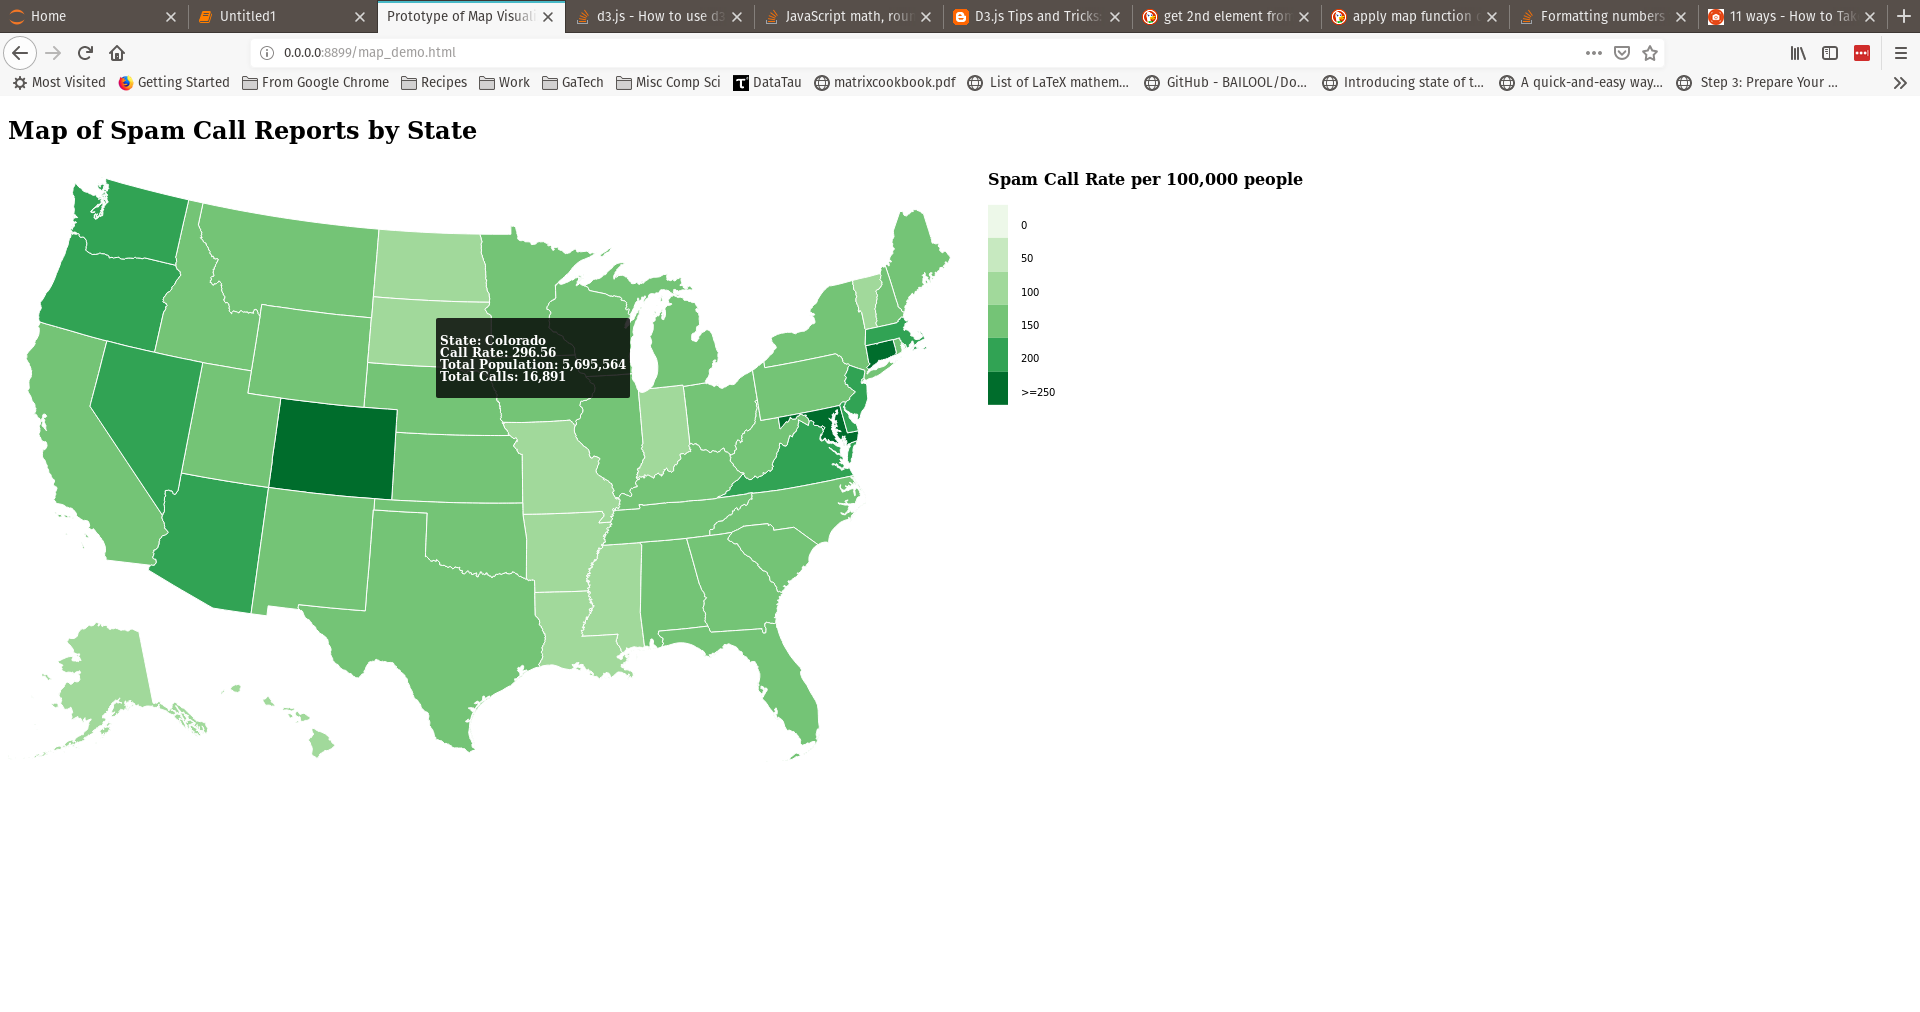 Home
Untitled1
Prototype of Map Visuali
d3.js - How to use d3
JavaScript math, roun
D3.js Tips and Tricks:
get 2nd element from
apply map function
Formatting numbers
11 ways - How to Tak
0.0.0.0:8899/map_demo.html
Most Visited
Getting Started
From Google Chrome
Recipes
Work
GaTech
Misc Comp Sci
DataTau
matrixcookbook.pdf
List of LaTeX mathem...
GitHub - BAILOOL/Do...
Introducing state of t...
A quick-and-easy way...
Step 3: Prepare Your ...
Map of Spam Call Reports by State
State: Colorado
Call Rate: 296.56
Total Population: 5,695,564
Total Calls: 16,891
Spam Call Rate per 100,000 people
0
50
100
150
200
>=250